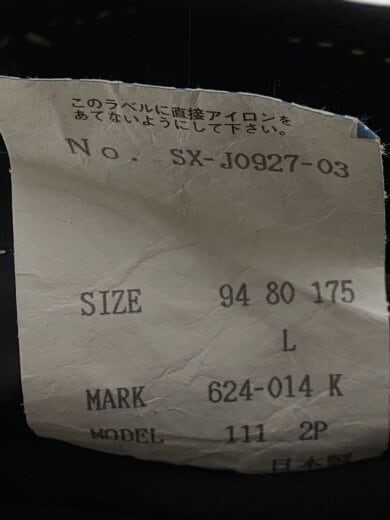 このラベルに直接アイロンを
あてないようにして下さい。
No. SX-J0927-03
SIZE 94 80 175
L
MARK 624-014 K
MODEL 111 2P
日本製